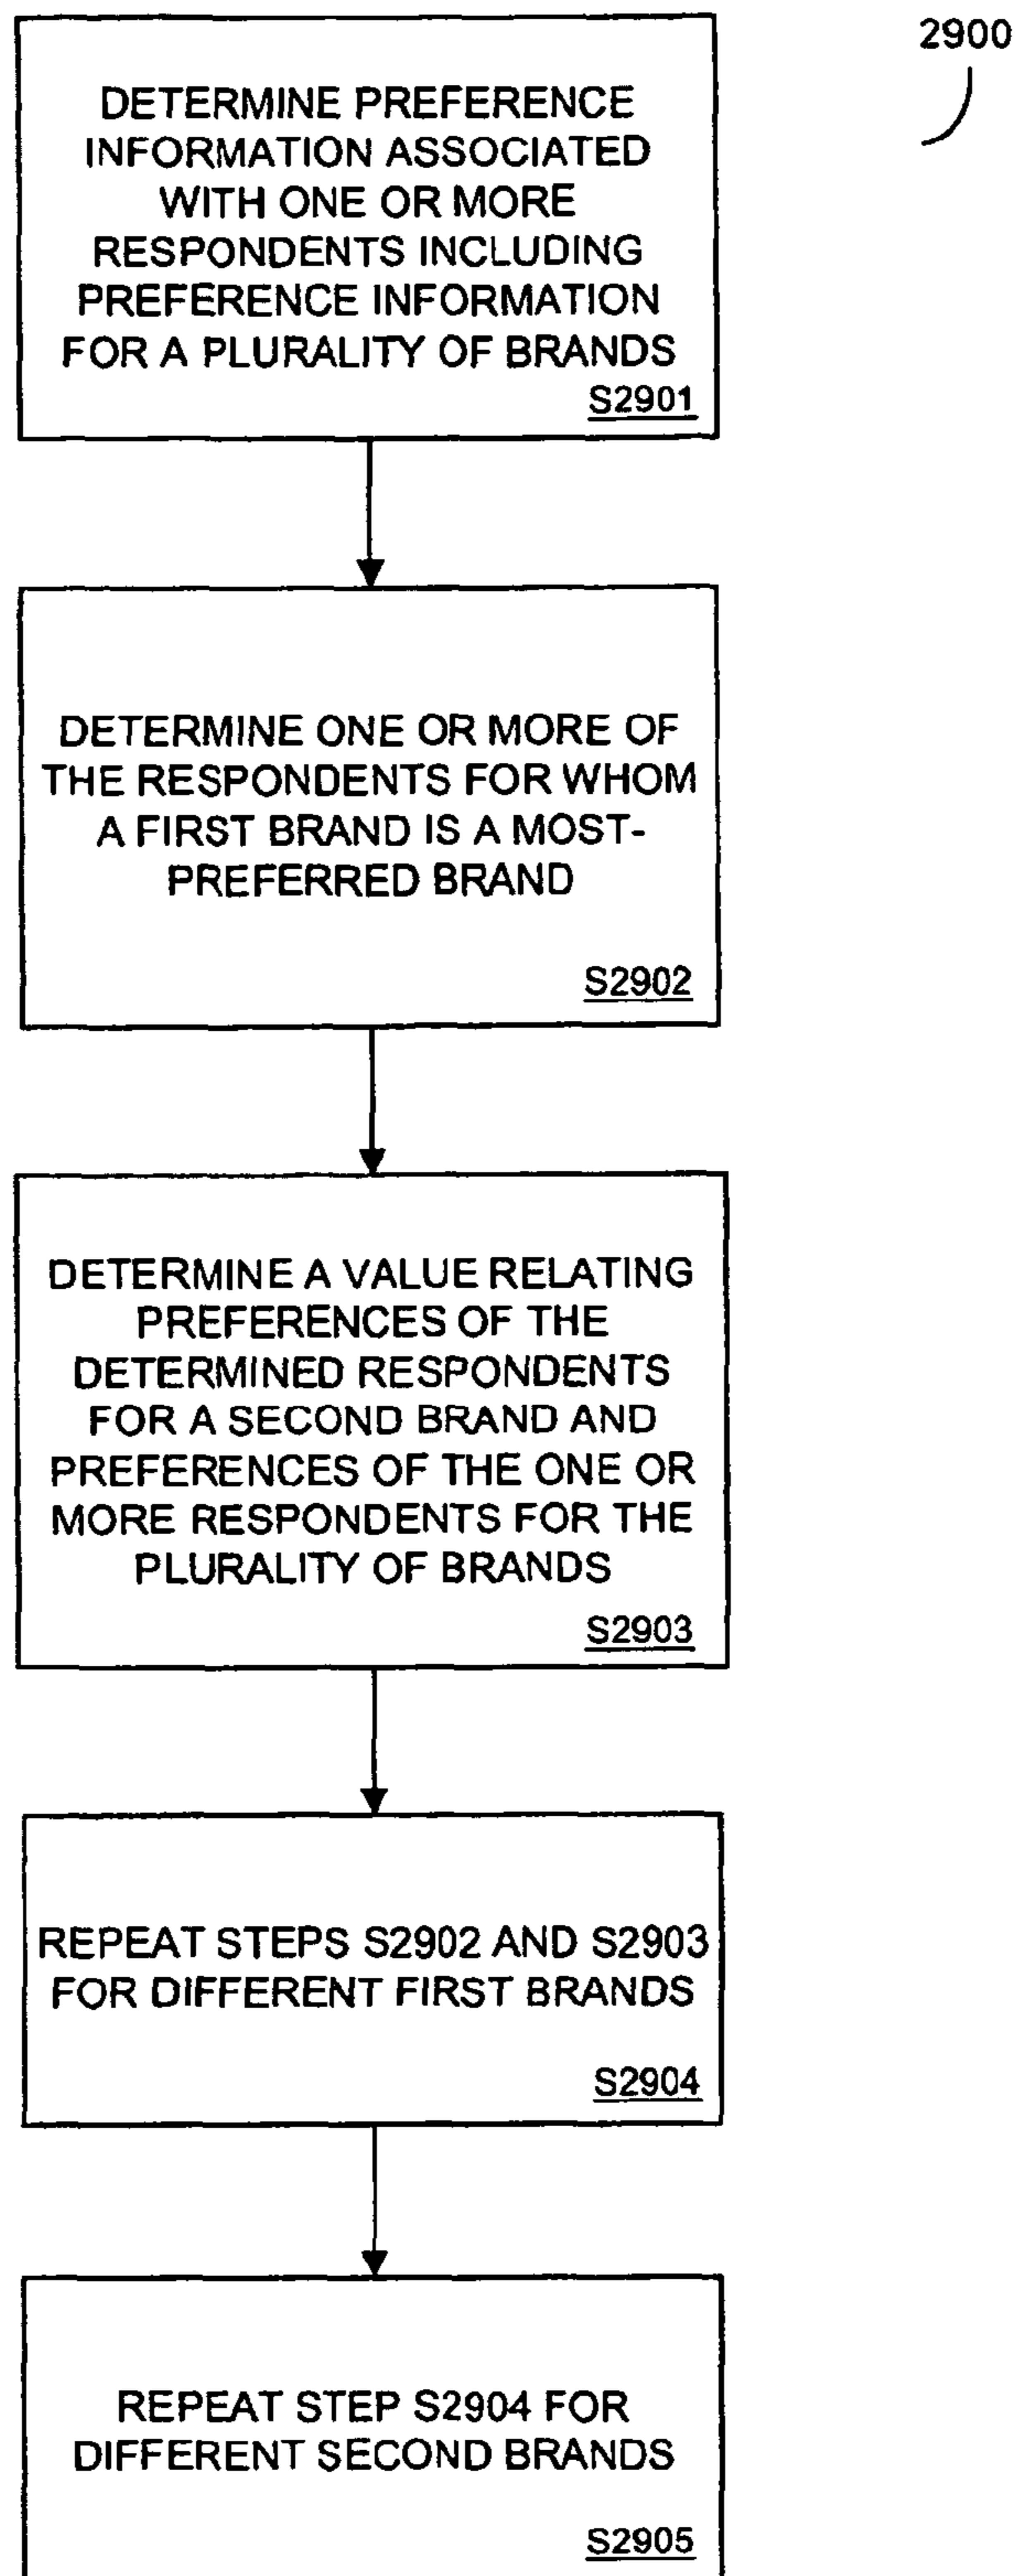 2900
DETERMINE PREFERENCE
INFORMATION ASSOCIATED
WITH ONE OR MORE
RESPONDENTS INCLUDING
PREFERENCE INFORMATION
FOR A PLURALITY OF BRANDS
S2901
DETERMINE ONE OR MORE OF
THE RESPONDENTS FOR WHOM
A FIRST BRAND IS A MOST-
PREFERRED BRAND
S2902
DETERMINE A VALUE RELATING
PREFERENCES OF THE
DETERMINED RESPONDENTS
FOR A SECOND BRAND AND
PREFERENCES OF THE ONE OR
MORE RESPONDENTS FOR THE
PLURALITY OF BRANDS
S2903
REPEAT STEPS S2902 AND S2903
FOR DIFFERENT FIRST BRANDS
S2904
REPEAT STEP S2904 FOR
DIFFERENT SECOND BRANDS
S2905